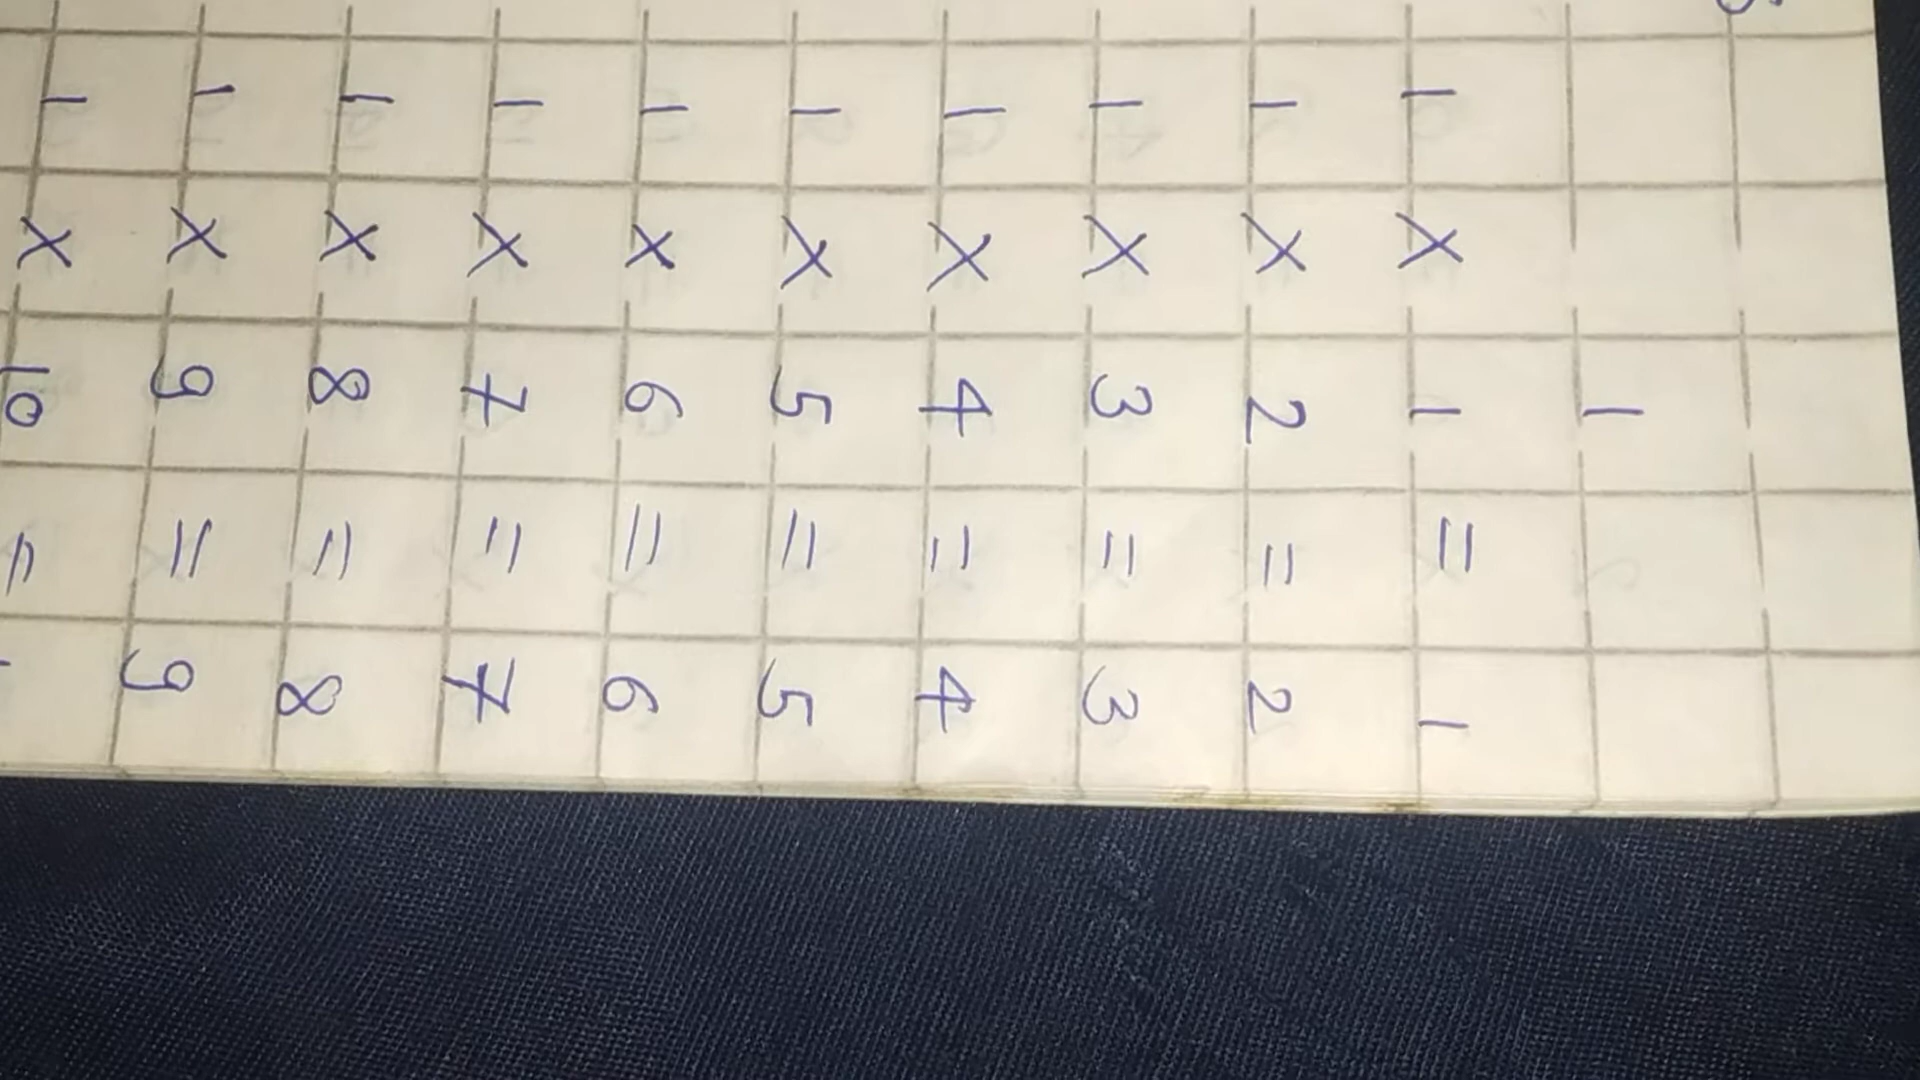 1
1 × 1 = 1
1 × 2 = 2
1 × 3 = 3
1 × 4 = 4
1 × 5 = 5
1 × 6 = 6
1 × 7 = 7
1 × 8 = 8
1 × 9 = 9
1 × 10 =